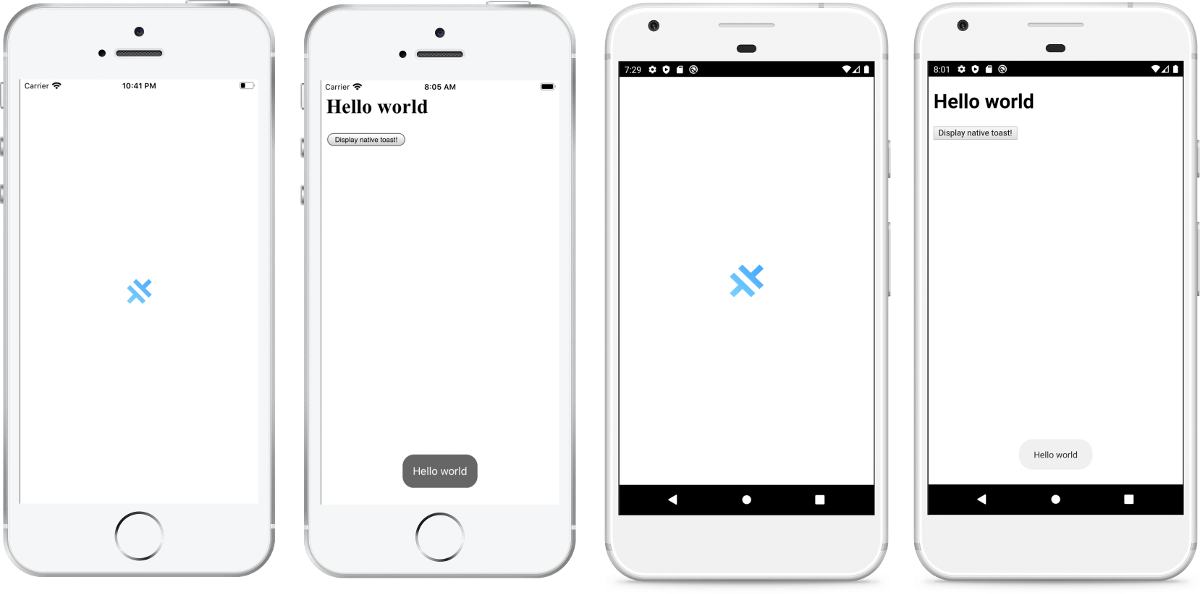 Carrier
10:41 PM
Carrier
8:05 AM
Hello world
Display native toast!
Hello world
7:29
8:01
Hello world
Display native toast!
Hello world